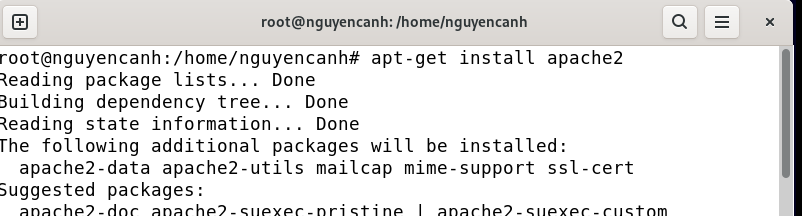 root@nguyencanh: /home/nguyencanh
root@nguyencanh:/home/nguyencanh# apt-get install apache2
Reading package lists... Done
Building dependency tree... Done
Reading state information... Done
The following additional packages will be installed:
apache2-data apache2-utils mailcap mime-support ssl-cert
Suggested packages:
apache2-doc apache2-suexec-pristine | apache2-suexec-custom